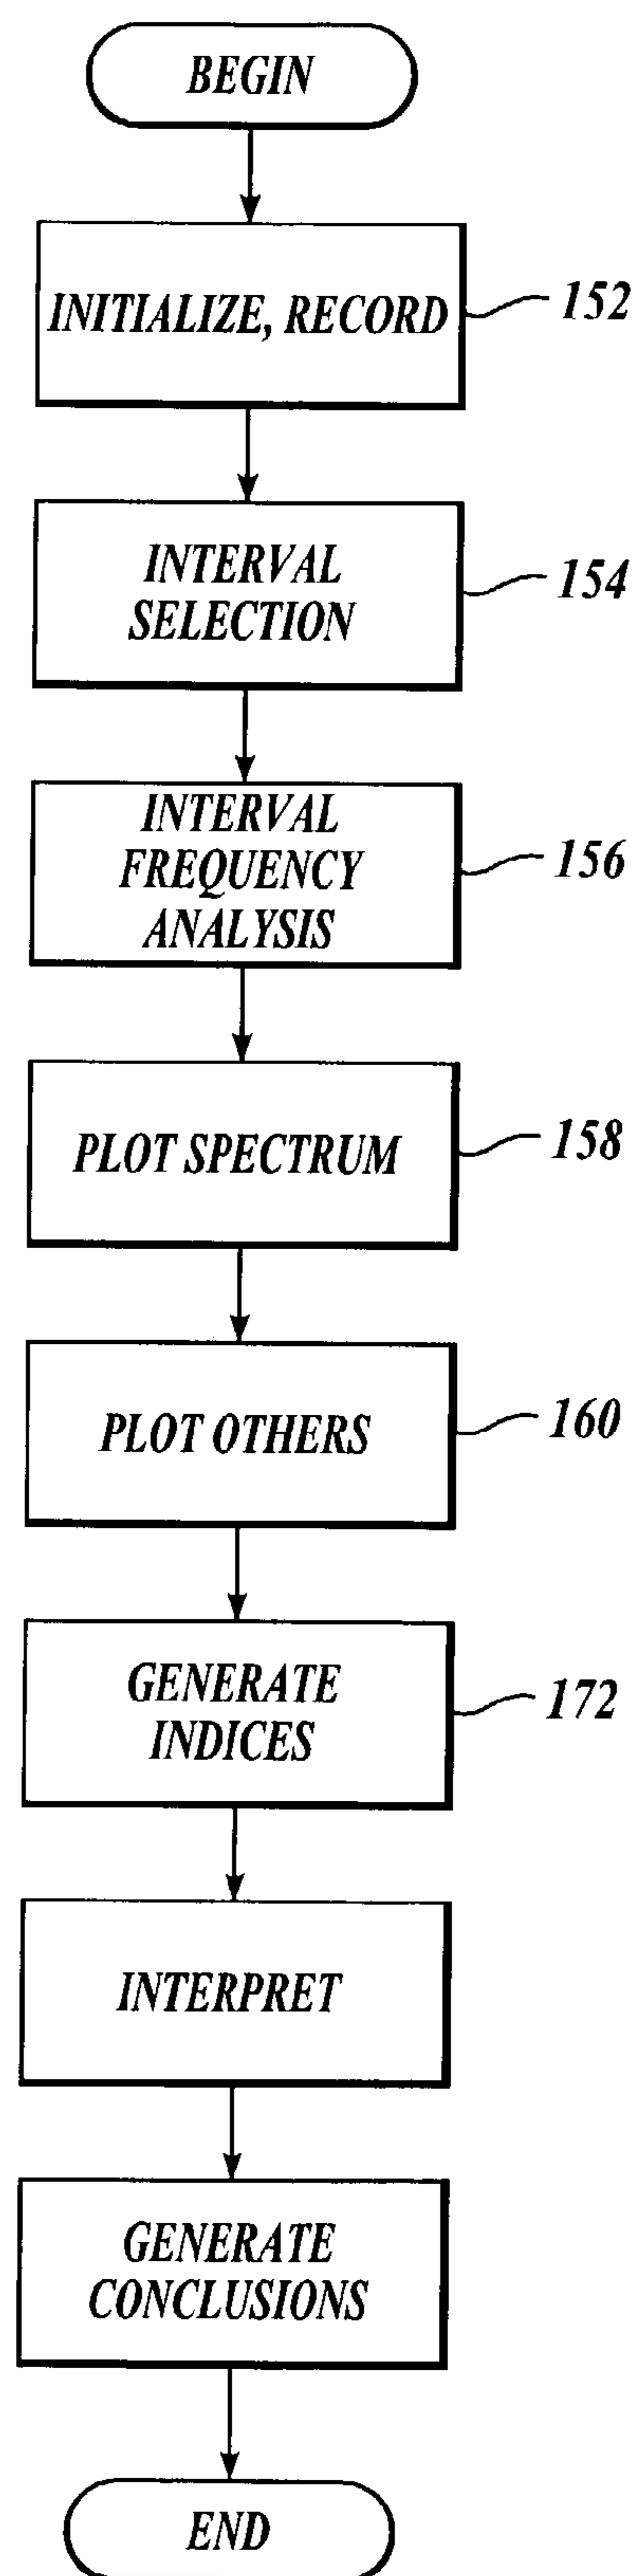 BEGIN
INITIALIZE, RECORD
152
INTERVAL
SELECTION
154
INTERVAL
FREQUENCY
ANALYSIS
156
PLOT SPECTRUM
158
PLOT OTHERS
160
GENERATE
INDICES
172
INTERPRET
GENERATE
CONCLUSIONS
END